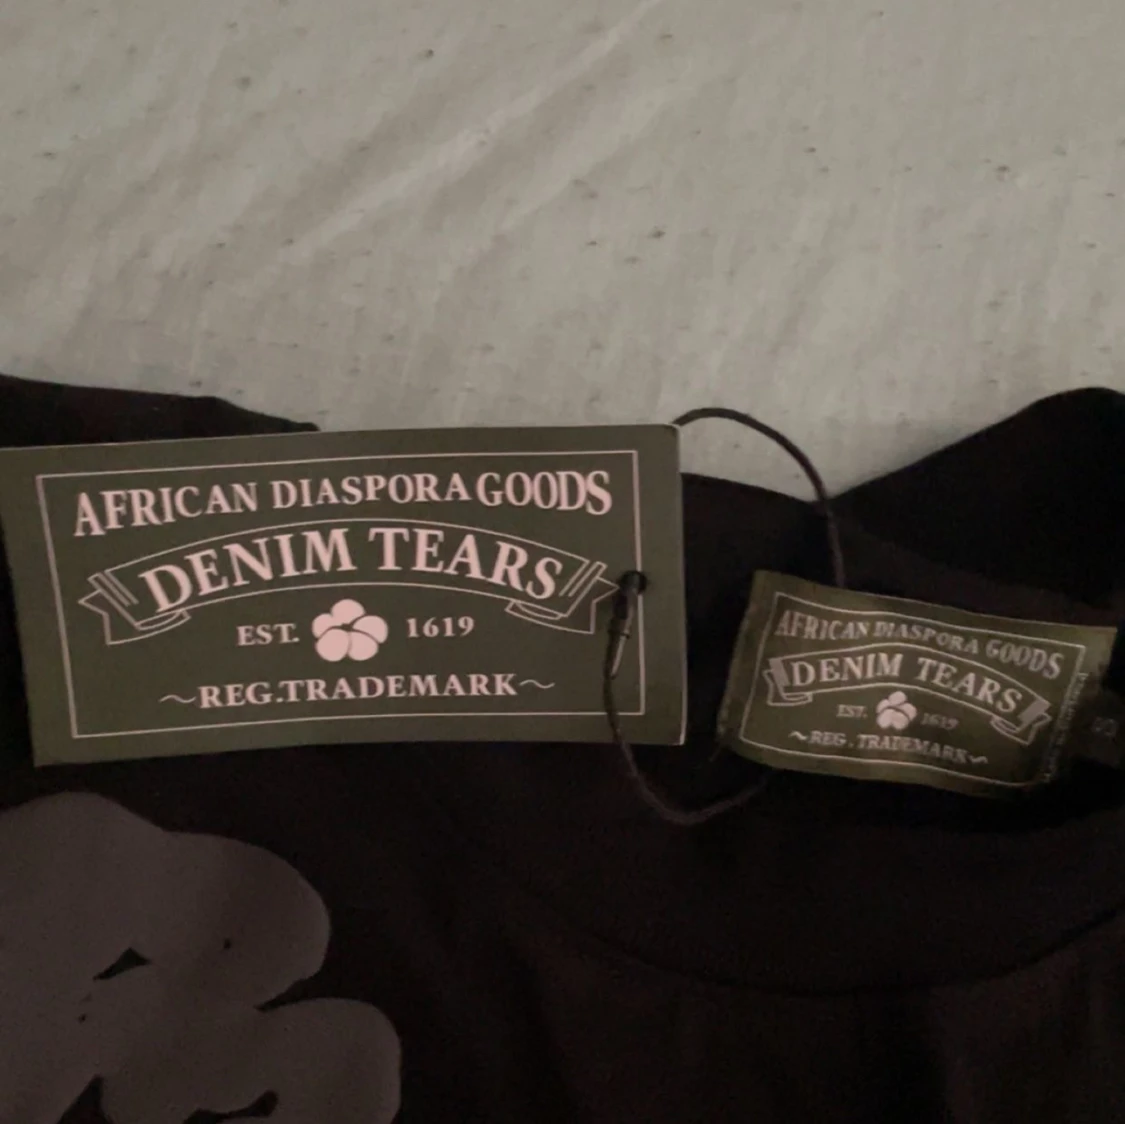 AFRICAN DIASPORA GOODS
DENIM TEARS
EST. 1619
~REG.TRADEMARK~
AFRICAN DIASPORA GOODS
DENIM TEARS
EST. 1619
~REG. TRADEMARK~